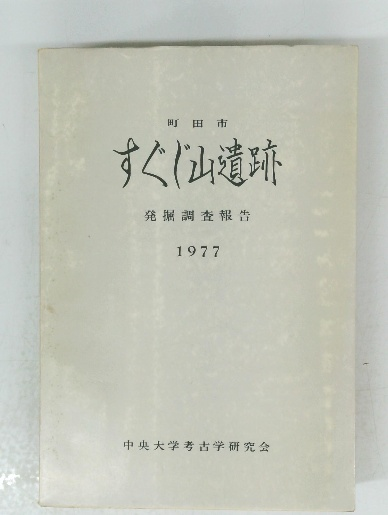 町田市
すぐじ山遺跡
発掘調査報告
1977
中央大学考古学研究会